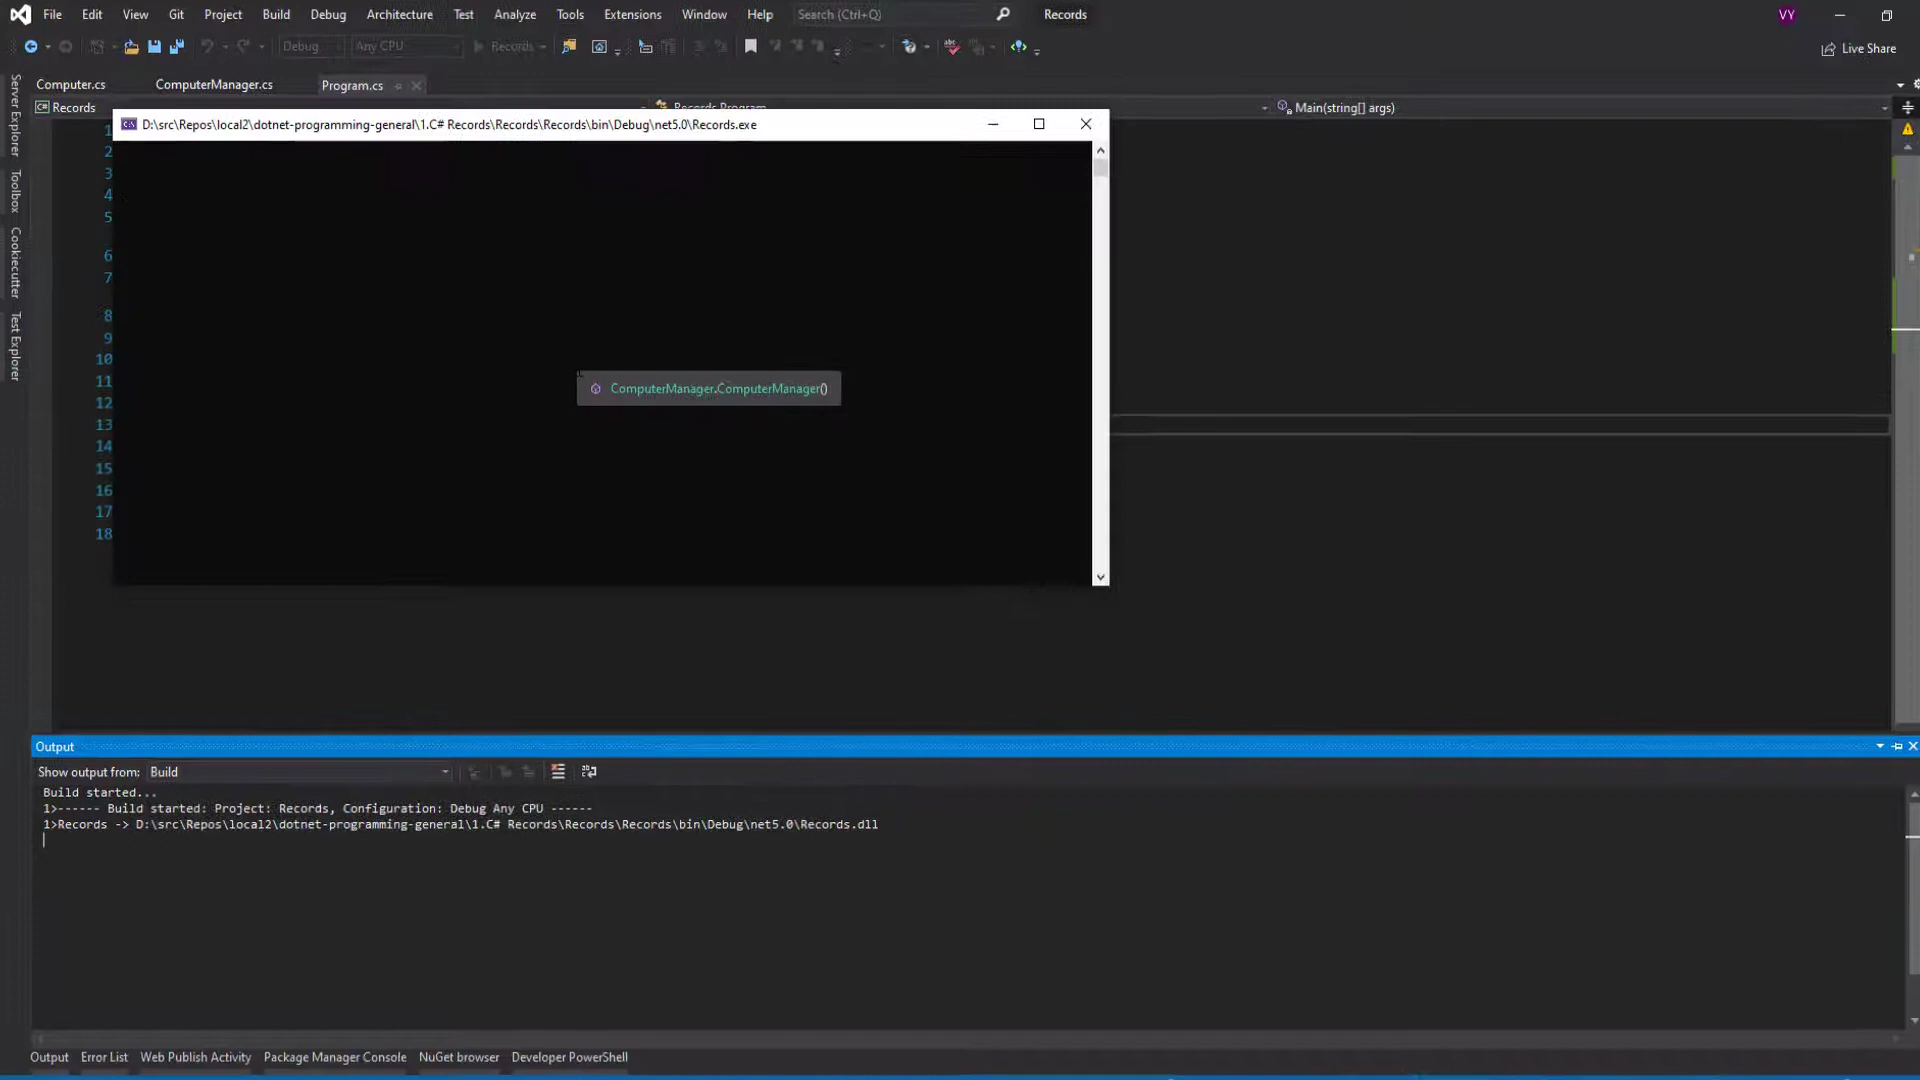 File Edit View Git Project Build Debug Architecture Test Analyze Tools Extensions Window Help Search (Ctrl+Q) Records VY
Debug Any CPU Records Live Share
Computer.cs ComputerManager.cs Program.cs
C# Records Records.Program Main(string[] args)
D:\src\Repos\local2\dotnet-programming-general\1.C# Records\Records\Records\bin\Debug\net5.0\Records.exe
Server Explorer
Toolbox
Cookiecutter
Test Explorer
1
2
3
4
5
6
7
8
9
10
11
12
13
14
15
16
17
18
ComputerManager.ComputerManager()
Output
Show output from: Build
Build started...
1>------ Build started: Project: Records, Configuration: Debug Any CPU ------
1>Records -> D:\src\Repos\local2\dotnet-programming-general\1.C# Records\Records\Records\bin\Debug\net5.0\Records.dll
Output Error List Web Publish Activity Package Manager Console NuGet browser Developer PowerShell